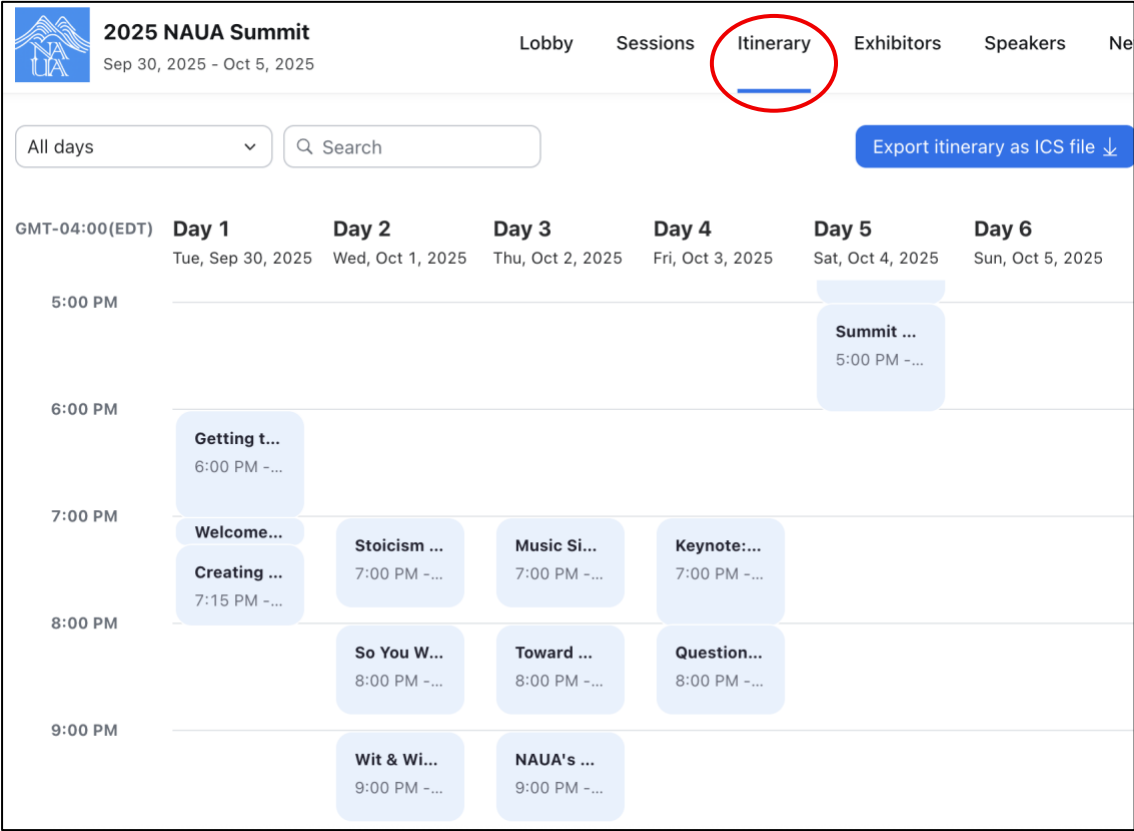 NA
UA
2025 NAUA Summit
Sep 30, 2025 - Oct 5, 2025
Lobby Sessions Itinerary Exhibitors Speakers Ne
All days Search Export itinerary as ICS file
GMT-04:00(EDT) Day 1 Day 2 Day 3 Day 4 Day 5 Day 6
Tue, Sep 30, 2025 Wed, Oct 1, 2025 Thu, Oct 2, 2025 Fri, Oct 3, 2025 Sat, Oct 4, 2025 Sun, Oct 5, 2025
5:00 PM
Summit ...
5:00 PM -...
6:00 PM
Getting t...
6:00 PM -...
7:00 PM
Welcome...
Stoicism ... Music Si... Keynote:...
Creating ... 7:00 PM -... 7:00 PM -... 7:00 PM -...
7:15 PM -...
8:00 PM
So You W... Toward ... Question...
8:00 PM -... 8:00 PM -... 8:00 PM -...
9:00 PM
Wit & Wi... NAUA's ...
9:00 PM -... 9:00 PM -...